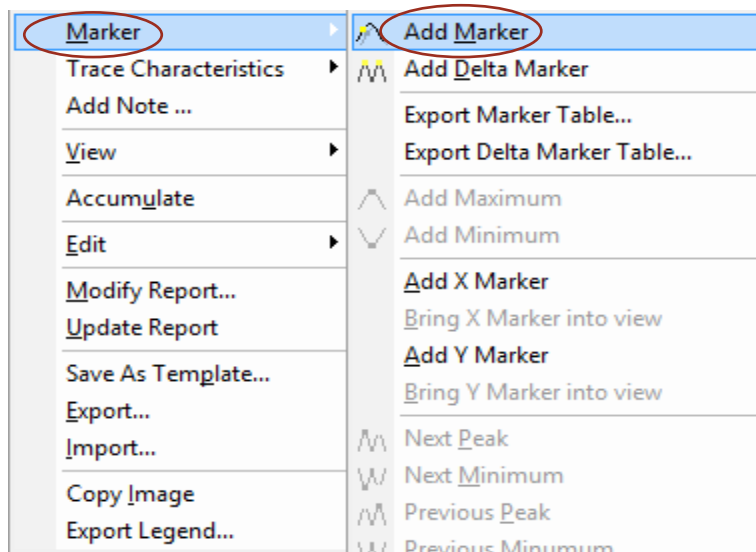 Marker
Trace Characteristics
Add Note ...
View
Accumulate
Edit
Modify Report...
Update Report
Save As Template...
Export...
Import...
Copy Image
Export Legend...
Add Marker
Add Delta Marker
Export Marker Table...
Export Delta Marker Table...
Add Maximum
Add Minimum
Add X Marker
Bring X Marker into view
Add Y Marker
Bring Y Marker into view
Next Peak
Next Minimum
Previous Peak
Previous Minumum